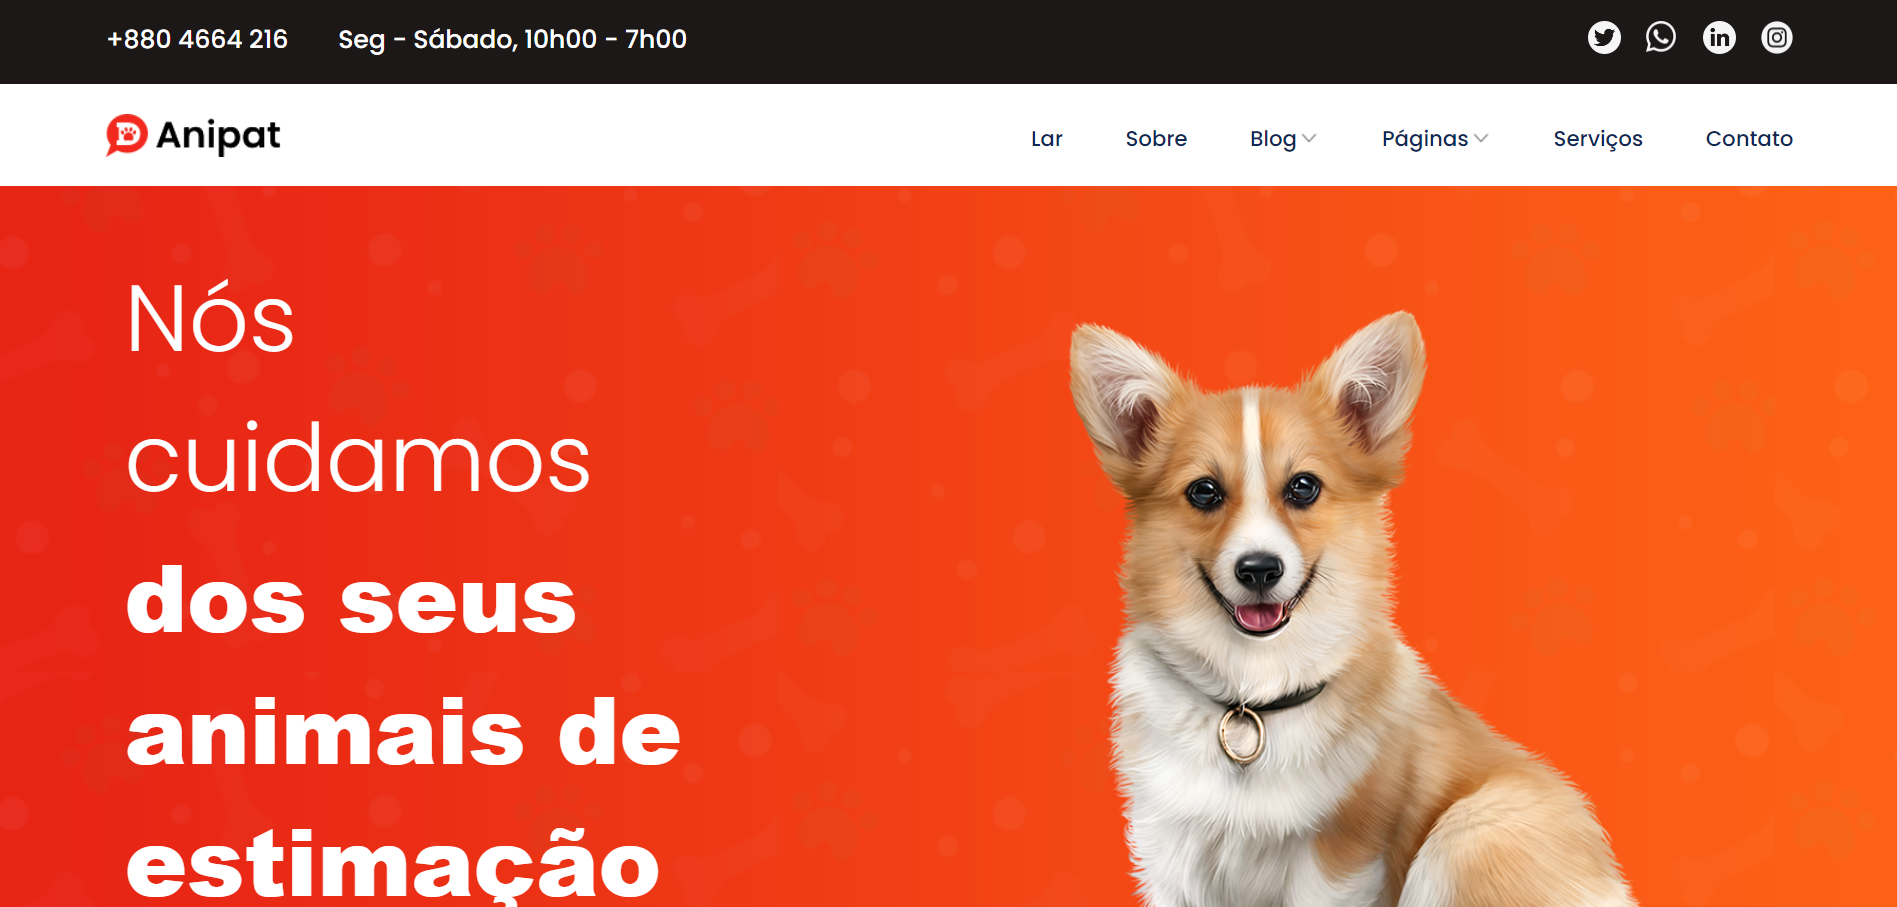 +880 4664 216 Seg - Sábado, 10h00 - 7h00
Anipat
Lar Sobre Blog Páginas Serviços Contato
Nós
cuidamos
dos seus
animais de
estimação